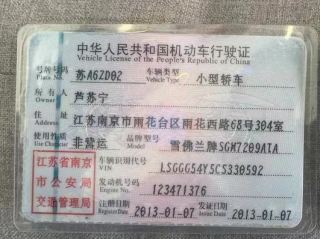 中华人民共和国机动车行驶证
Vehicle License of the People's Republic of China
号牌号码 苏A6ZD02 车辆类型 小型轿车
Plate No. Vehicle Type
所有人 芦苏宁
Owner
住址 江苏南京市雨花台区雨花西路68号304室
Address
使用性质 非营运 品牌型号 雪佛兰牌SGM7209ATA
Use Character Model
江苏省南京市公安局交通管理局
车辆识别代号 LSGGG54Y5CS330592
VIN
发动机号码 123471376
Engine No.
注册日期 2013-01-07 发证日期 2013-01-07
Register Date Issue Date